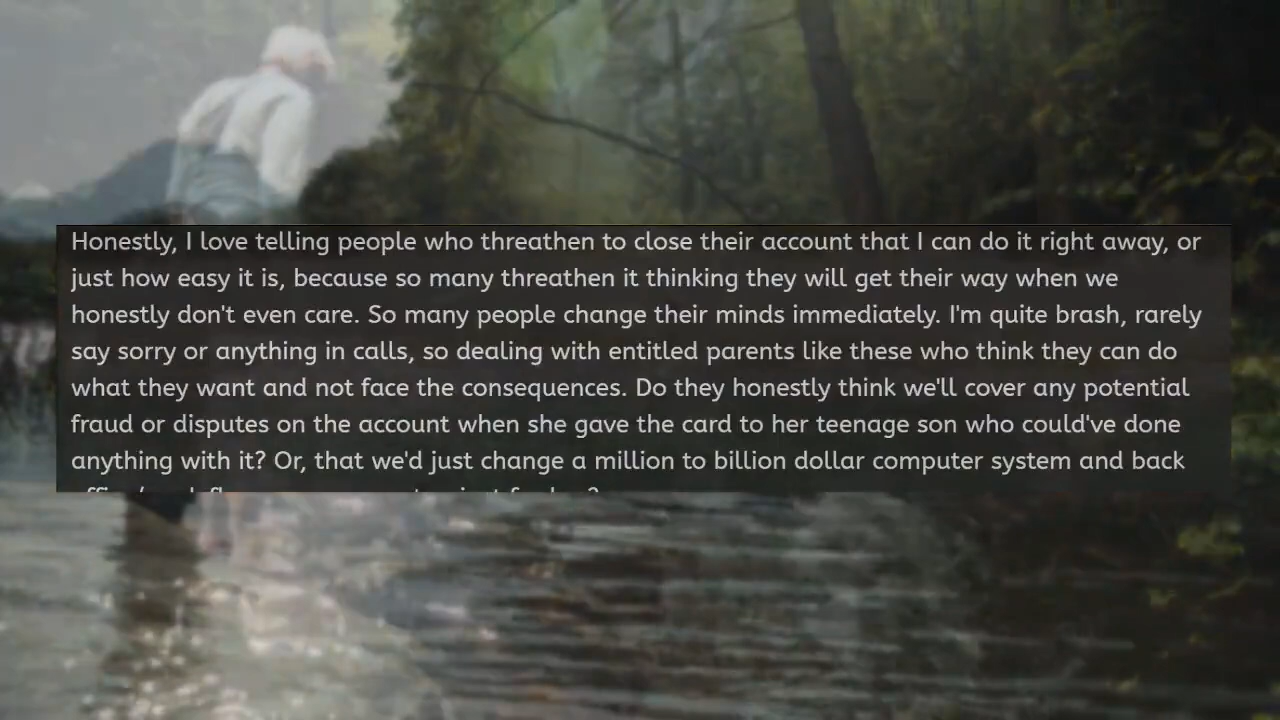 Honestly, I love telling people who threathen to close their account that I can do it right away, or
just how easy it is, because so many threathen it thinking they will get their way when we
honestly don't even care. So many people change their minds immediately. I'm quite brash, rarely
say sorry or anything in calls, so dealing with entitled parents like these who think they can do
what they want and not face the consequences. Do they honestly think we'll cover any potential
fraud or disputes on the account when she gave the card to her teenage son who could've done
anything with it? Or, that we'd just change a million to billion dollar computer system and back